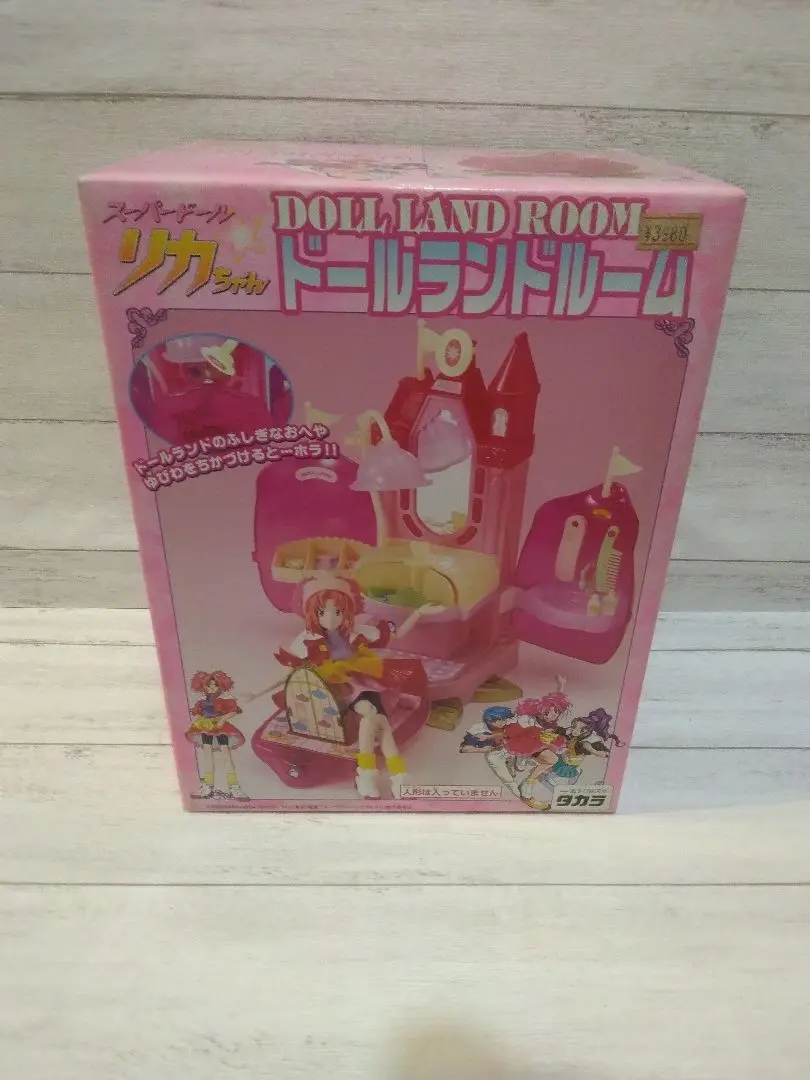 スーパードール
リカちゃん
DOLL LAND ROOM
¥3980
ドールランドルーム
ドールランドのふしぎなおへや
ゆびわをちかづけるとーホラ!!
人形は入っていません
タカラ